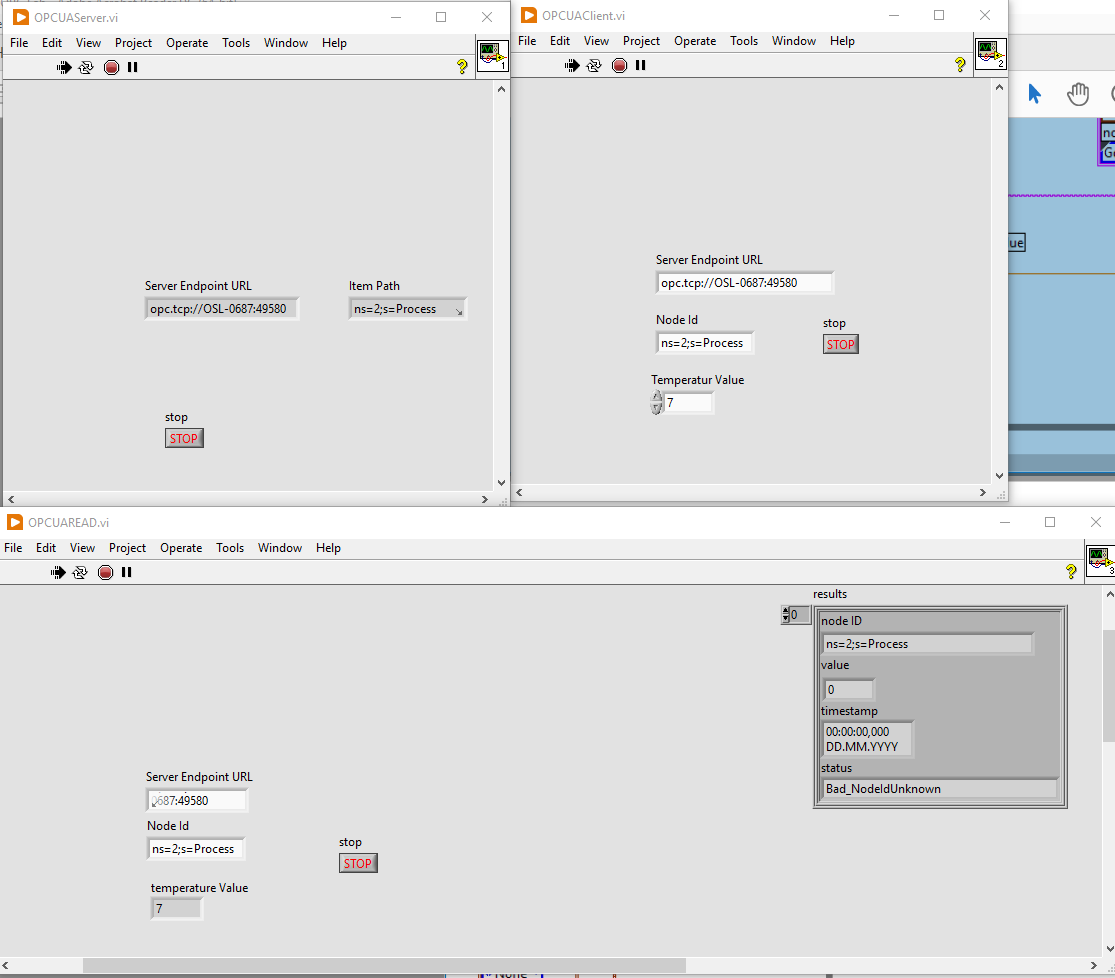 OPCUAServer.vi
File Edit View Project Operate Tools Window Help
1
Server Endpoint URL
opc.tcp://OSL-0687:49580
Item Path
ns=2;s=Process
stop
STOP
OPCUAClient.vi
File Edit View Project Operate Tools Window Help
2
Server Endpoint URL
opc.tcp://OSL-0687:49580
Node Id
ns=2;s=Process
stop
STOP
Temperatur Value
7
ue
OPCUAREAD.vi
File Edit View Project Operate Tools Window Help
3
results
0
node ID
ns=2;s=Process
value
0
timestamp
00:00:00,000
DD.MM.YYYY
status
Bad_NodeIdUnknown
Server Endpoint URL
0687:49580
Node Id
ns=2;s=Process
stop
STOP
temperature Value
7